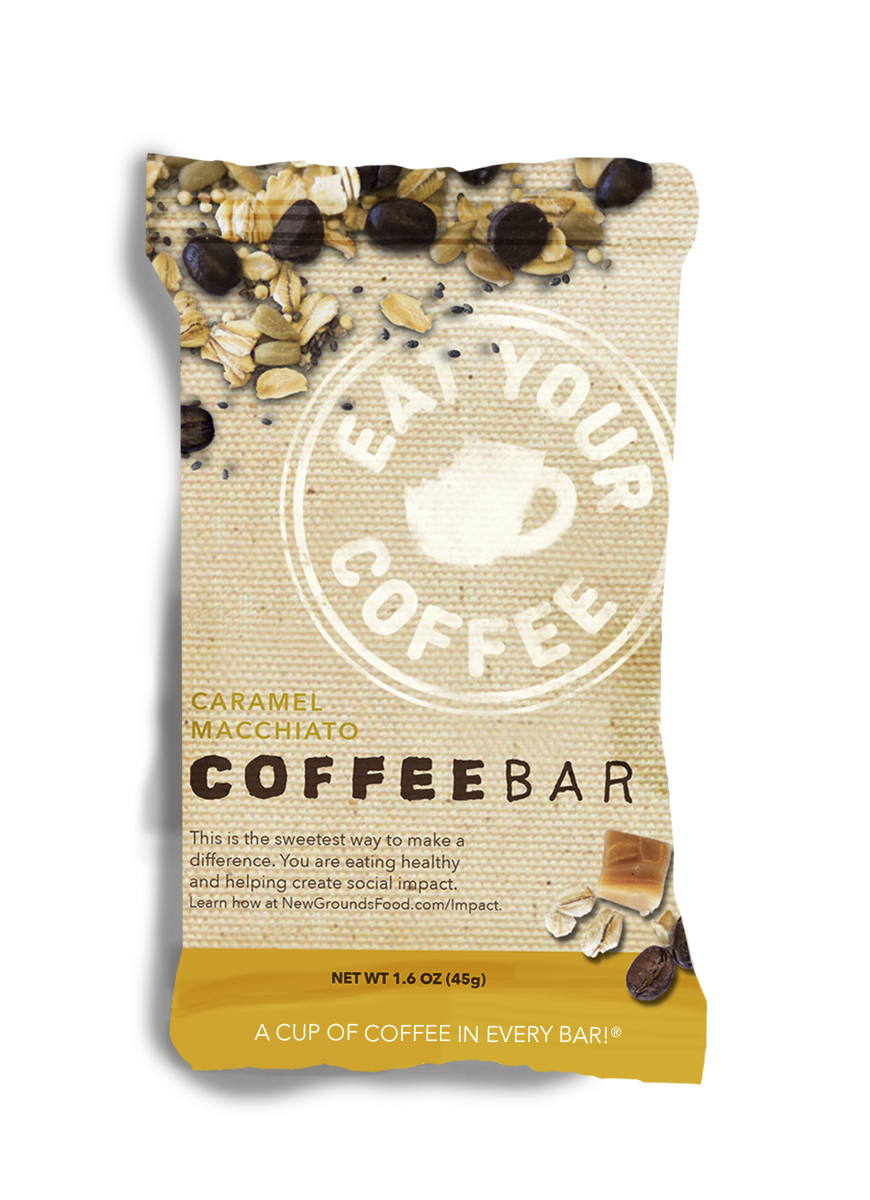 EAT YOUR
COFFEE
CARAMEL
MACCHIATO
COFFEEBAR
This is the sweetest way to make a
difference. You are eating healthy
and helping create social impact.
Learn how at NewGroundsFood.com/Impact.
NET WT 1.6 OZ (45g)
A CUP OF COFFEE IN EVERY BAR!®